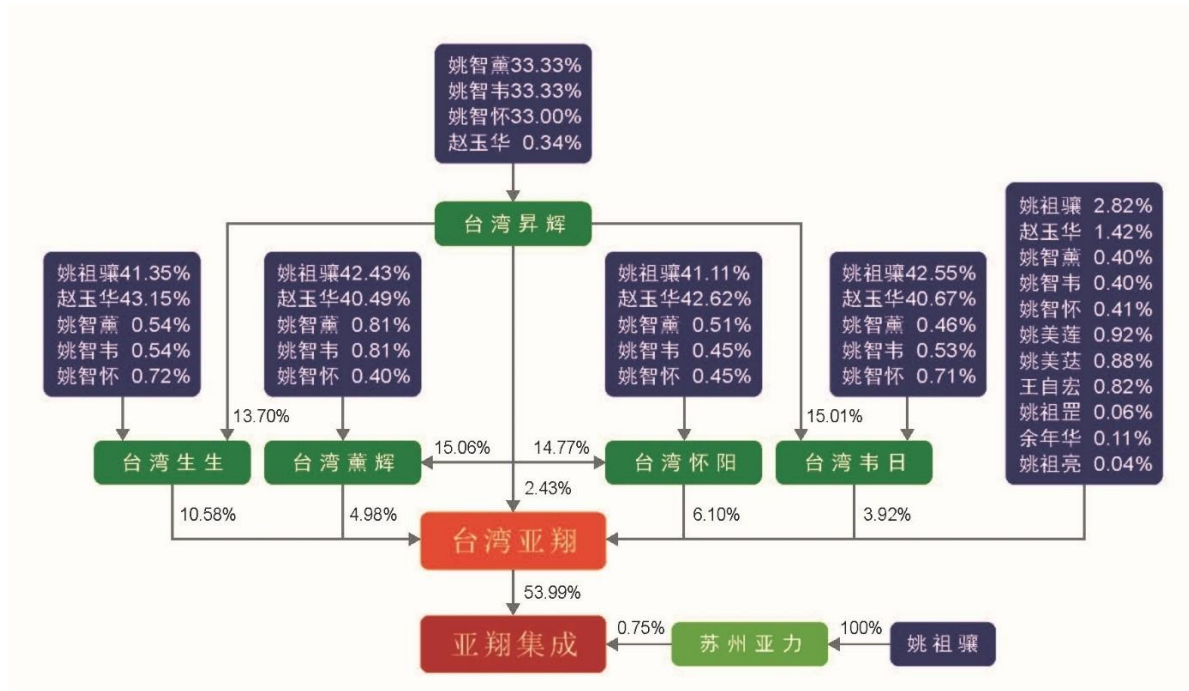 姚智薰33.33%
姚智韦33.33%
姚智怀33.00%
赵玉华 0.34%
台湾昇辉
姚祖骧41.35%
赵玉华43.15%
姚智薰 0.54%
姚智韦 0.54%
姚智怀 0.72%
姚祖骧42.43%
赵玉华40.49%
姚智薰 0.81%
姚智韦 0.81%
姚智怀 0.40%
姚祖骧41.11%
赵玉华42.62%
姚智薰 0.51%
姚智韦 0.45%
姚智怀 0.45%
姚祖骧42.55%
赵玉华40.67%
姚智薰 0.46%
姚智韦 0.53%
姚智怀 0.71%
姚祖骧 2.82%
赵玉华 1.42%
姚智薰 0.40%
姚智韦 0.40%
姚智怀 0.41%
姚美莲 0.92%
姚美莛 0.88%
王自宏 0.82%
姚祖罡 0.06%
余年华 0.11%
姚祖亮 0.04%
13.70%
15.01%
台湾生生
台湾薰辉
15.06%
14.77%
台湾怀阳
台湾韦日
2.43%
10.58%
4.98%
6.10%
3.92%
台湾亚翔
53.99%
亚翔集成
0.75%
苏州亚力
100%
姚祖骧